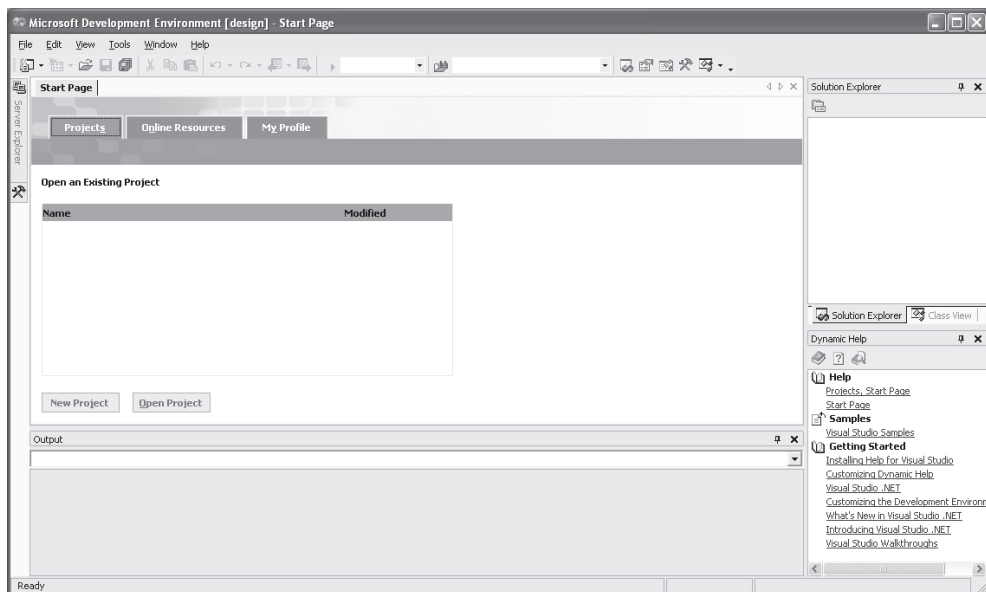 Microsoft Development Environment [design] - Start Page
File Edit View Tools Window Help
Server Explorer
Start Page
Projects Online Resources My Profile
Open an Existing Project
Name Modified
New Project Open Project
Output
Solution Explorer
Solution Explorer Class View
Dynamic Help
Help
Projects, Start Page
Start Page
Samples
Visual Studio Samples
Getting Started
Installing Help for Visual Studio
Customizing Dynamic Help
Visual Studio .NET
Customizing the Development Environr
What's New in Visual Studio .NET
Introducing Visual Studio .NET
Visual Studio Walkthroughs
Ready